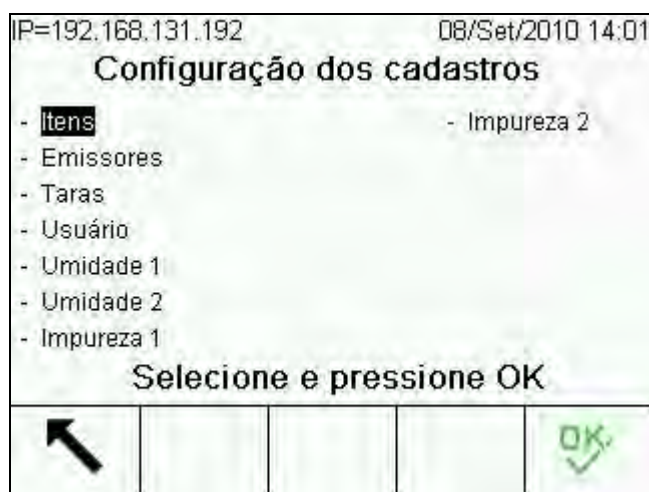 IP=192.168.131.192 08/Set/2010 14:01
Configuração dos cadastros
- Itens
- Emissores
- Taras
- Usuário
- Umidade 1
- Umidade 2
- Impureza 1
- Impureza 2
Selecione e pressione OK
OK